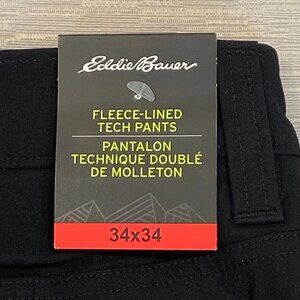 Eddie Bauer
FLEECE-LINED
TECH PANTS
PANTALON
TECHNIQUE DOUBLÉ
DE MOLLETON
34x34